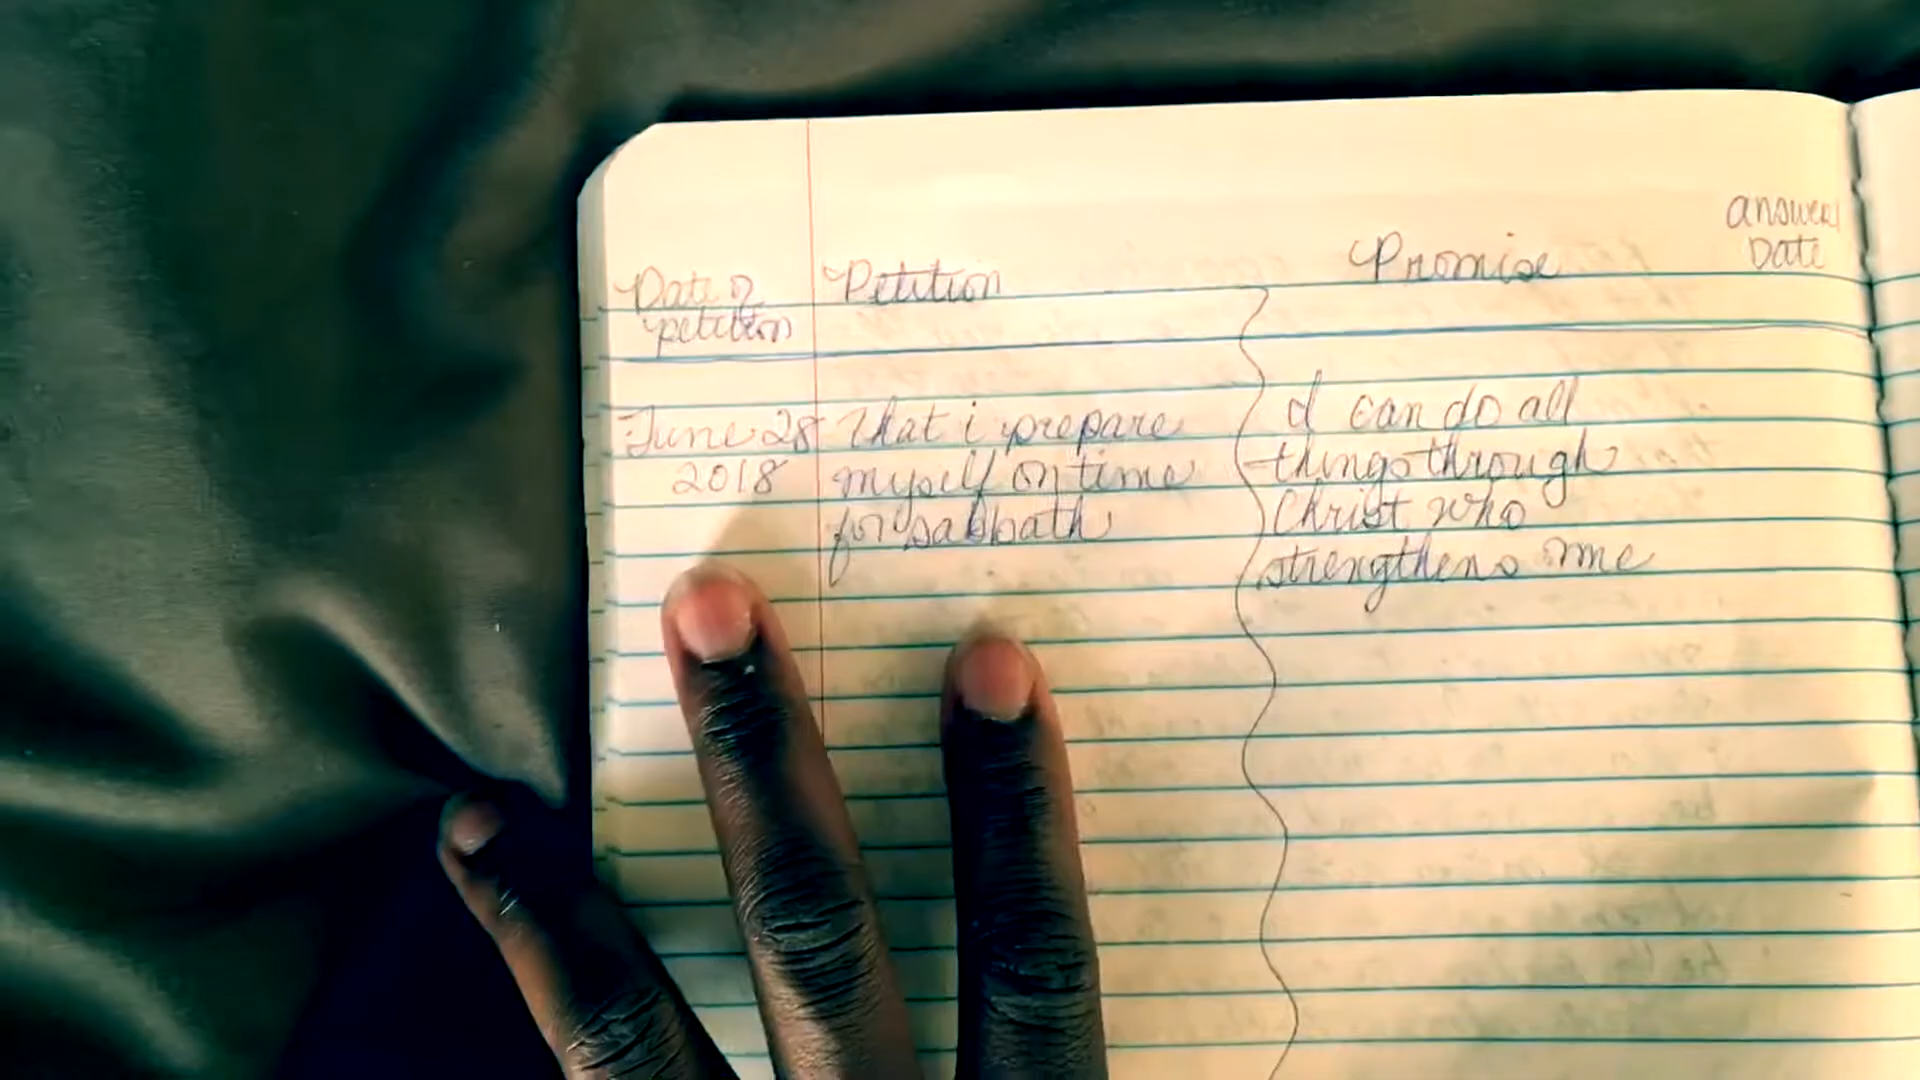 answer
Date
Date of Petition Promise
petition
June 28 That i prepare I can do all
2018 myself on time things through
for sabbath Christ who
strengthens me